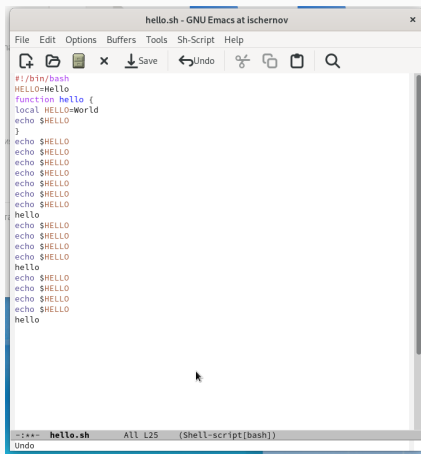 hello.sh - GNU Emacs at ischernov ×
File Edit Options Buffers Tools Sh-Script Help
Save Undo
#!/bin/bash
HELLO=Hello
function hello {
local HELLO=World
echo $HELLO
}
echo $HELLO
echo $HELLO
echo $HELLO
echo $HELLO
echo $HELLO
echo $HELLO
echo $HELLO
hello
echo $HELLO
echo $HELLO
echo $HELLO
echo $HELLO
hello
echo $HELLO
echo $HELLO
echo $HELLO
echo $HELLO
hello
-:**- hello.sh All L25 (Shell-script[bash])
Undo